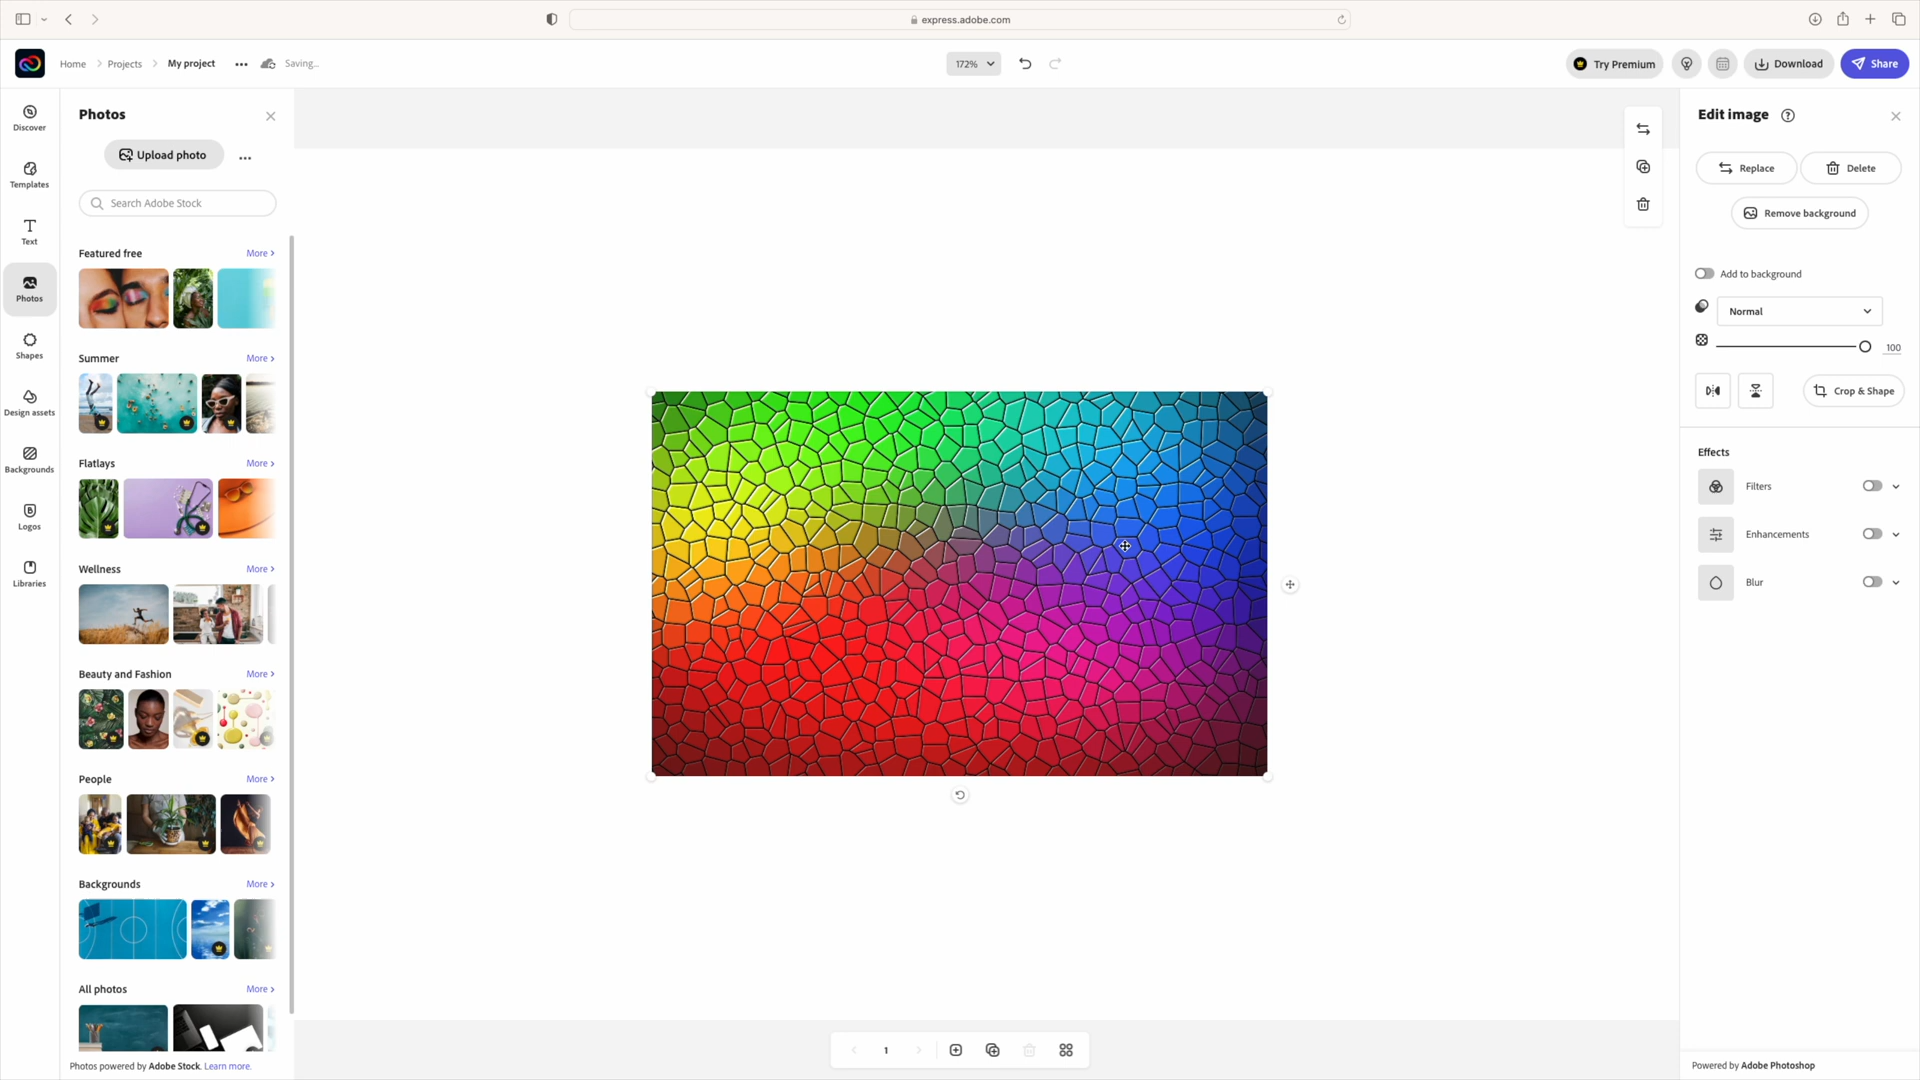 express.adobe.com
Home
Projects
My project
Saving...
172%
Try Premium
Download
Share
Discover
Templates
Text
Photos
Shapes
Design assets
Backgrounds
Logos
Libraries
Photos
Upload photo
Search Adobe Stock
Featured free More
Summer More
Flatlays More
Wellness More
Beauty and Fashion More
People More
Backgrounds More
All photos More
Photos powered by Adobe Stock. Learn more.
1
Edit image
Replace
Delete
Remove background
Add to background
Normal
100
Crop & Shape
Effects
Filters
Enhancements
Blur
Powered by Adobe Photoshop